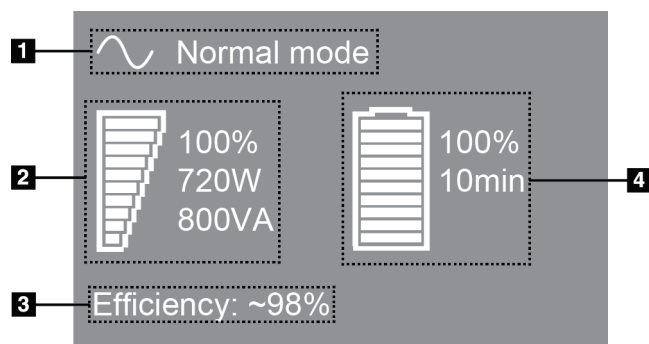 1 Normal mode
2 100% 100% 4
720W 10min
800VA
3 Efficiency: ~98%